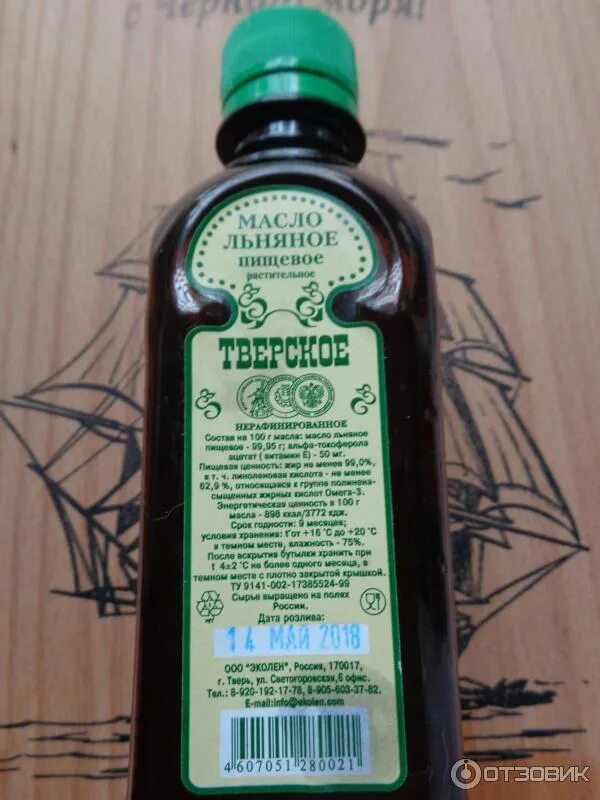 с Черного моря!
МАСЛО
ЛЬНЯНОЕ
пищевое
растительное
ТВЕРСКОЕ
НЕРАФИНИРОВАННОЕ
Состав на 100 г масла: масло льняное
пищевое - 99,95 г; альфа-токоферола
ацетат ( витамин Е) - 50 мг.
Пищевая ценность: жир не менее 99,0%,
в т. ч. линоленовая кислота - не менее
62,9 %, относящаяся к группе полинена-
сыщенных жирных кислот Омега-3.
Энергетическая ценность в 100 г
масла - 898 ккал/3772 кдж.
Срок годности: 9 месяцев;
условия хранения: t°от +16 °С до +20 °С
в темном месте, влажность - 75%.
После вскрытия бутылки хранить при
t 4±2 °С не более одного месяца, в
темном месте с плотно закрытой крышкой.
ТУ 9141-002-17385524-99
Сырье выращено на полях
России.
Дата розлива:
14 МАЙ 2018
ООО "ЭКОЛЕН", Россия, 170017,
г. Тверь, ул. Светогоровская,6 офис.
Тел.: 8-920-192-17-78, 8-905-603-37-82.
E-mail:info@ekolen.com
4 607051 280021
ОТЗОВИК